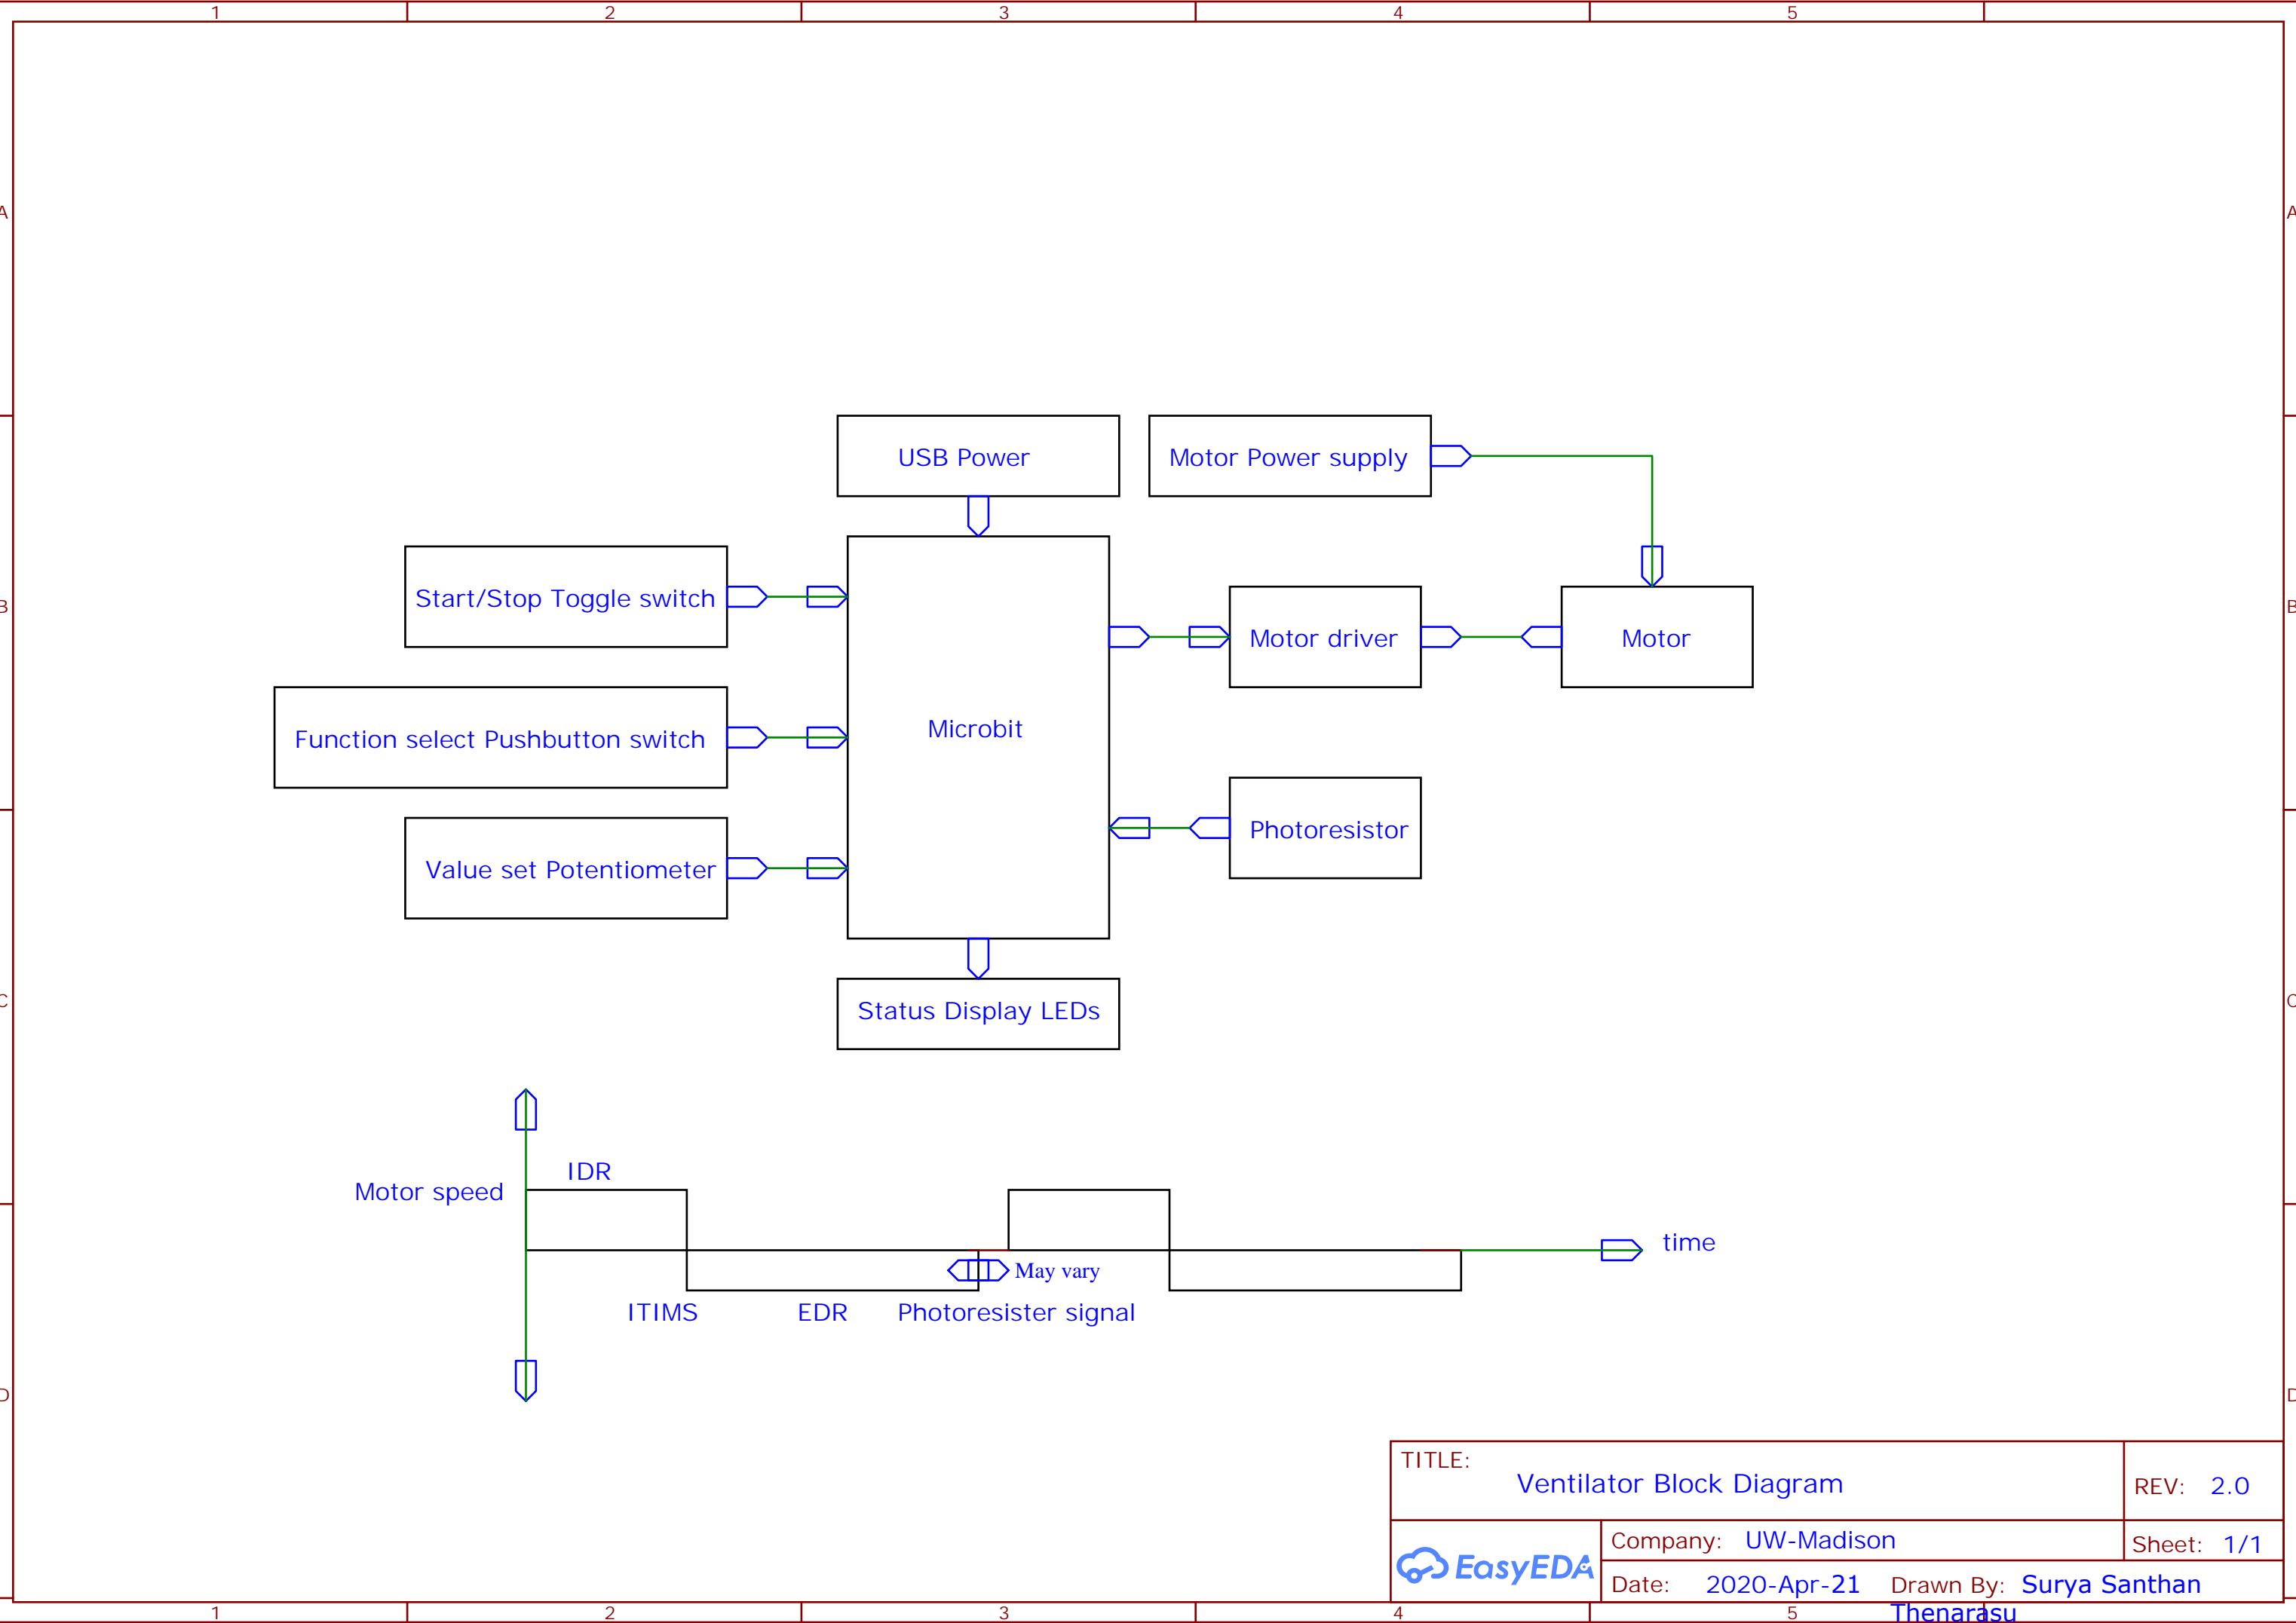 1 2 3 4 5
A A
USB Power Motor Power supply
Start/Stop Toggle switch
B B
Motor driver Motor
Function select Pushbutton switch
Microbit
Photoresistor
Value set Potentiometer
C C
Status Display LEDs
IDR
Motor speed
time
May vary
ITIMS EDR Photoresister signal
D D
TITLE:
Ventilator Block Diagram
REV: 2.0
EasyEDA
Company: UW-Madison
Sheet: 1/1
Date: 2020-Apr-21 Drawn By: Surya Santhan
Thenarasu
1 2 3 4 5